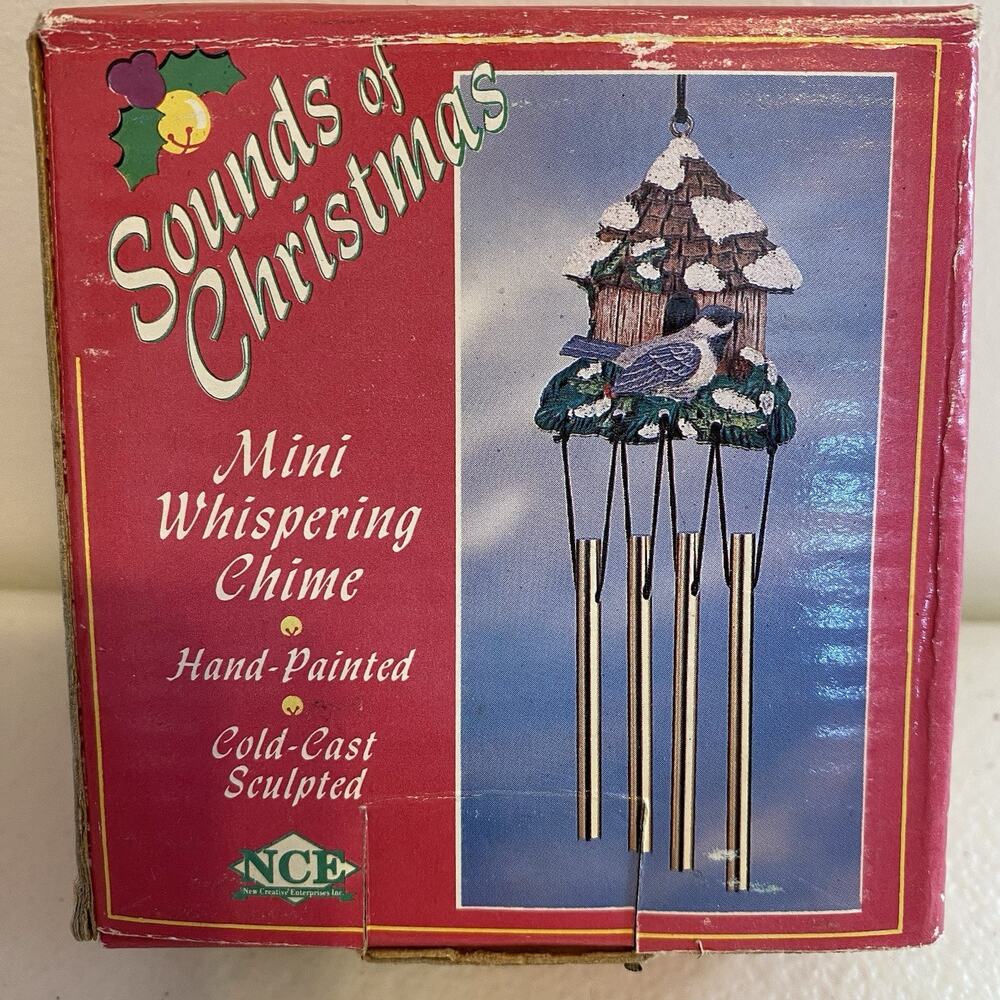 Sounds of
Christmas
Mini
Whispering
Chime
Hand-Painted
Cold-Cast
Sculpted
NCE
New Creative Enterprises Inc.